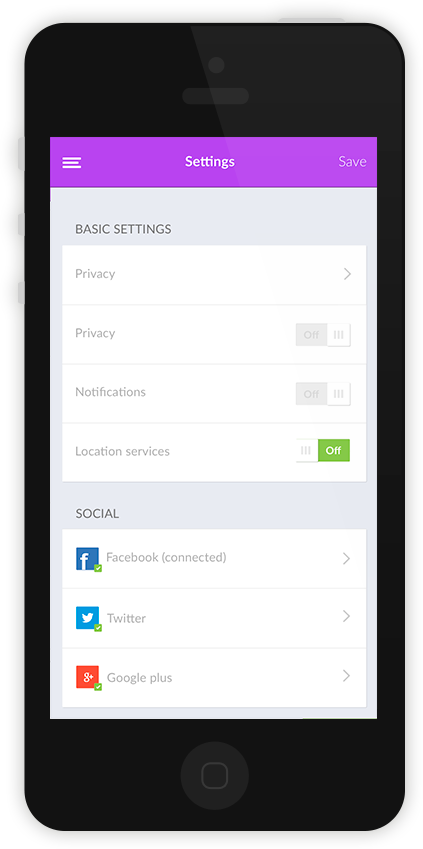 Settings
Save
BASIC SETTINGS
Privacy
Privacy
Off
Notifications
Off
Location services
Off
SOCIAL
Facebook (connected)
Twitter
Google plus